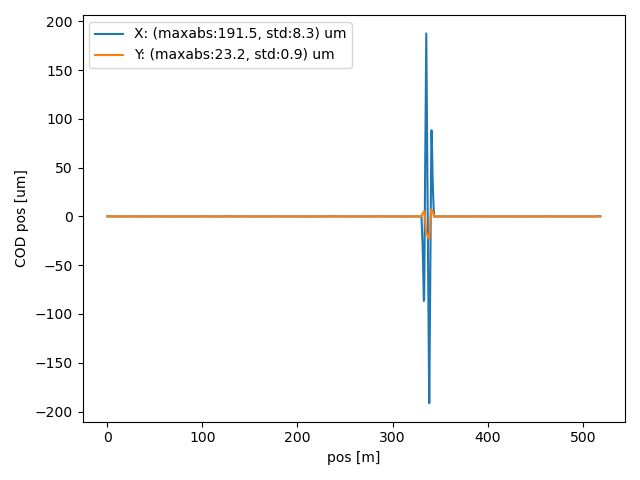 X: (maxabs:191.5, std:8.3) um
Y: (maxabs:23.2, std:0.9) um
200
150
100
50
0
−50
−100
−150
−200
COD pos [um]
0 100 200 300 400 500
pos [m]